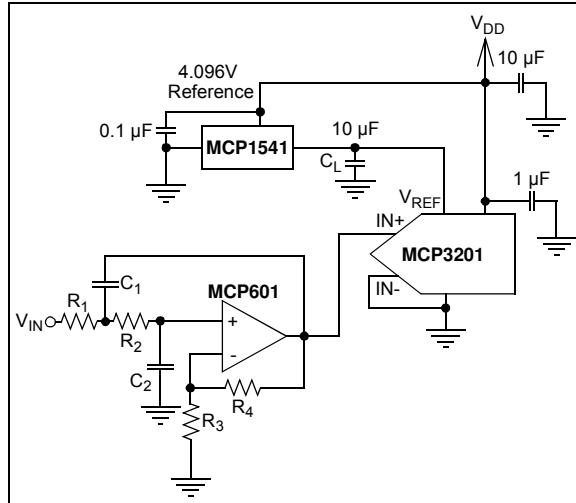 V_DD
10 µF
4.096V
Reference
0.1 µF
MCP1541
10 µF
C_L
1 µF
V_REF
IN+
MCP3201
IN-
C_1
MCP601
V_IN
R_1
R_2
+
-
C_2
R_4
R_3